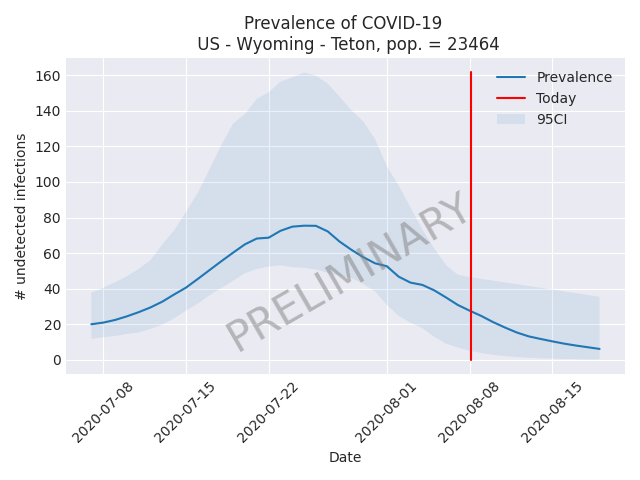 Prevalence of COVID-19
US - Wyoming - Teton, pop. = 23464
Prevalence
Today
95CI
PRELIMINARY
# undetected infections
160
140
120
100
80
60
40
20
0
2020-07-08
2020-07-15
2020-07-22
2020-08-01
2020-08-08
2020-08-15
Date